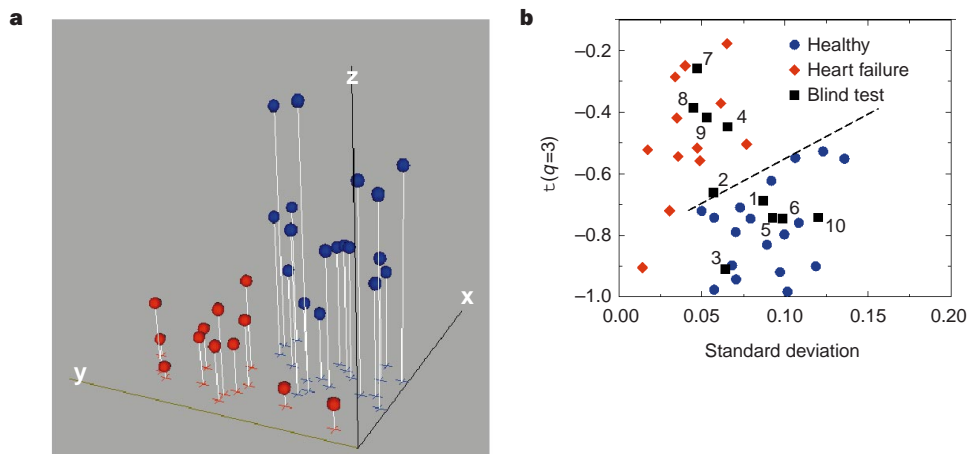 a
z
x
y
b
τ(q=3)
−0.2
−0.4
−0.6
−0.8
−1.0
0.00
0.05
0.10
0.15
0.20
Standard deviation
Healthy
Heart failure
Blind test
7
8
9
4
2
1
5
6
10
3